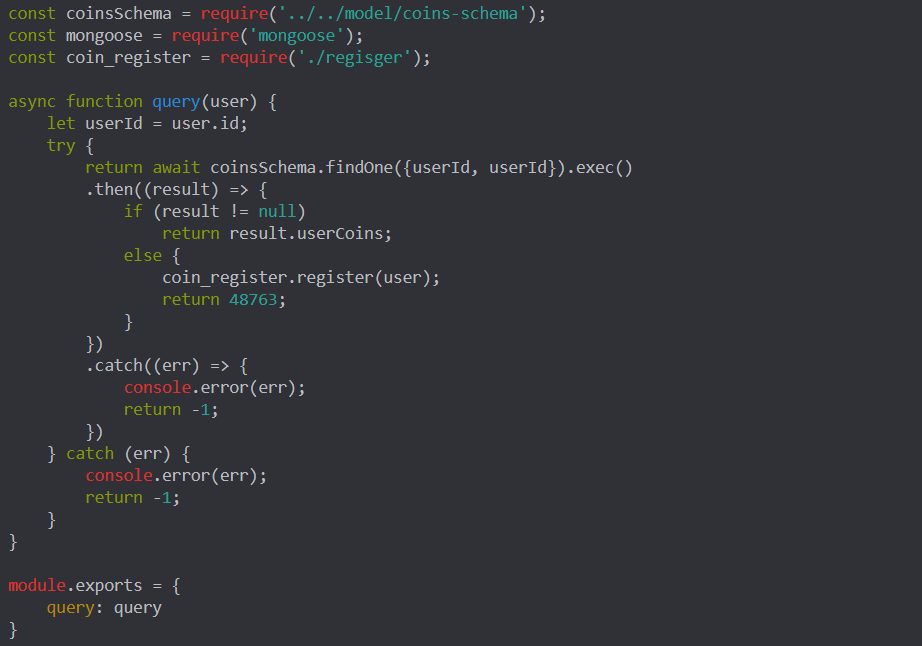 const coinsSchema = require('../../model/coins-schema');
const mongoose = require('mongoose');
const coin_register = require('./regisger');

async function query(user) {
    let userId = user.id;
    try {
        return await coinsSchema.findOne({userId, userId}).exec()
        .then((result) => {
            if (result != null)
                return result.userCoins;
            else {
                coin_register.register(user);
                return 48763;
            }
        })
        .catch((err) => {
            console.error(err);
            return -1;
        })
    } catch (err) {
        console.error(err);
        return -1;
    }
}

module.exports = {
    query: query
}